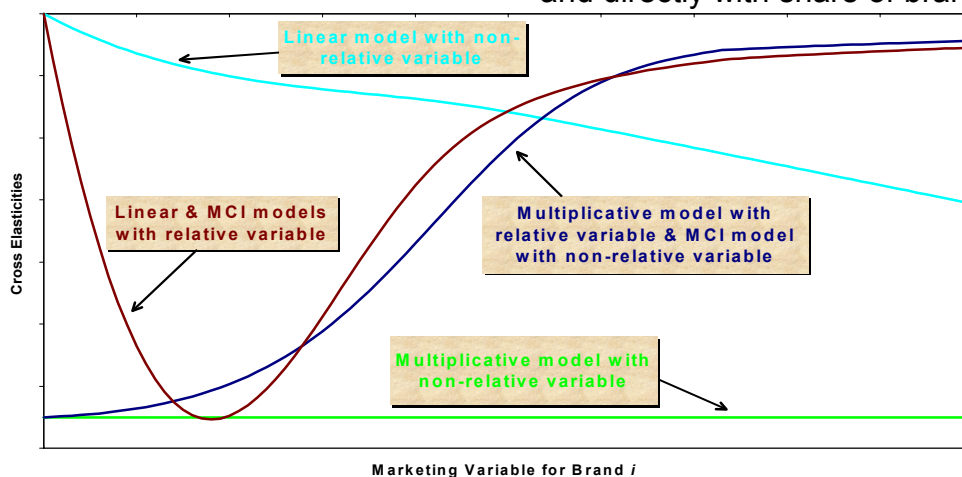 and directly with share of bran
Linear model with non-
relative variable
Linear & MCI models
with relative variable
Multiplicative model with
relative variable & MCI model
with non-relative variable
Multiplicative model with
non-relative variable
Cross Elasticities
Marketing Variable for Brand i